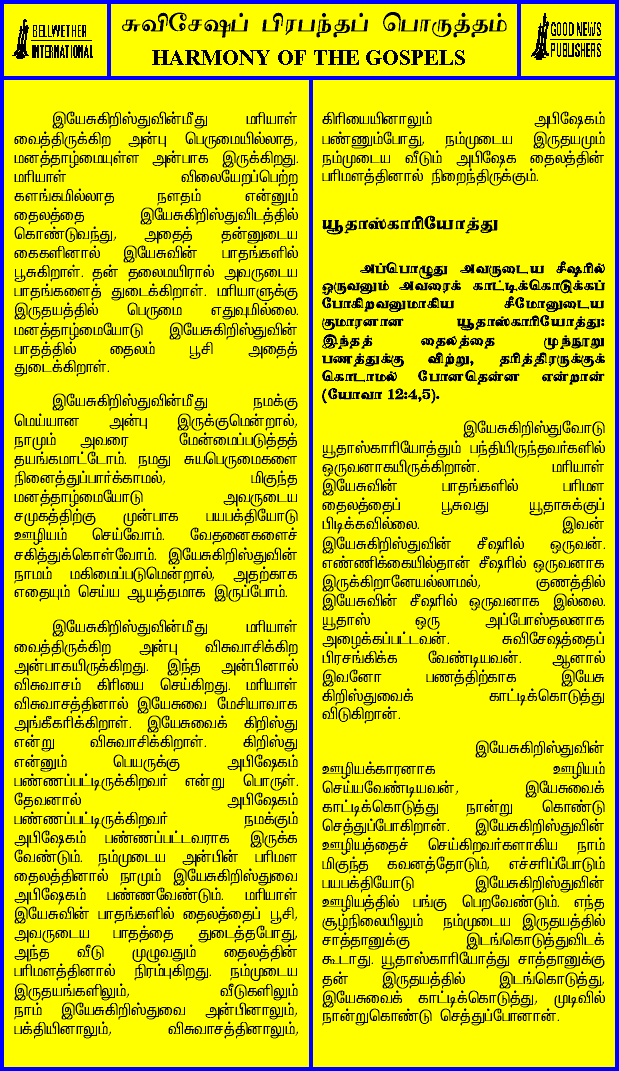 BELLWETHER
INTERNATIONAL
சுவிசேஷப் பிரபந்தப் பொருத்தம்
HARMONY OF THE GOSPELS
GOOD NEWS
PUBLISHERS
இயேசுகிறிஸ்துவின்மீது மரியாள்
வைத்திருக்கிற அன்பு பெருமையில்லாத,
மனத்தாழ்மையுள்ள அன்பாக இருக்கிறது.
மரியாள் விலையேறப்பெற்ற
களங்கமில்லாத நளதம் என்னும்
தைலத்தை இயேசுகிறிஸ்துவிடத்தில்
கொண்டுவந்து, அதைத் தன்னுடைய
கைகளினால் இயேசுவின் பாதங்களில்
பூசுகிறாள். தன் தலைமயிரால் அவருடைய
பாதங்களைத் துடைக்கிறாள். மரியாளுக்கு
இருதயத்தில் பெருமை எதுவுமில்லை.
மனத்தாழ்மையோடு இயேசுகிறிஸ்துவின்
பாதத்தில் தைலம் பூசி அதைத்
துடைக்கிறாள்.
இயேசுகிறிஸ்துவின்மீது நமக்கு
மெய்யான அன்பு இருக்குமென்றால்,
நாமும் அவரை மேன்மைப்படுத்தத்
தயங்கமாட்டோம். நமது சுயபெருமைகளை
நினைத்துப்பார்க்காமல், மிகுந்த
மனத்தாழ்மையோடு அவருடைய
சமுகத்திற்கு முன்பாக பயபக்தியோடு
ஊழியம் செய்வோம். வேதனைகளைச்
சகித்துக்கொள்வோம். இயேசுகிறிஸ்துவின்
நாமம் மகிமைப்படுமென்றால், அதற்காக
எதையும் செய்ய ஆயத்தமாக இருப்போம்.
இயேசுகிறிஸ்துவின்மீது மரியாள்
வைத்திருகிற அன்பு விசுவாசிக்கிற
அன்பாகயிருக்கிறது. இந்த அன்பினால்
விசுவாசம் கிரியை செய்கிறது. மரியாள்
விசுவாசத்தினால் இயேசுவை மேசியாவாக
அங்கீகரிக்கிறாள். இயேசுவைக் கிறிஸ்து
என்று விசுவாசிக்கிறாள். கிறிஸ்து
என்னும் பெயருக்கு அபிஷேகம்
பண்ணப்பட்டிருக்கிறவர் என்று பொருள்.
தேவனால் அபிஷேகம்
பண்ணப்பட்டிருக்கிறவர் நமக்கும்
அபிஷேகம் பண்ணப்பட்டவராக இருக்க
வேண்டும். நம்முடைய அன்பின் பரிமள
தைலத்தினால் நாமும் இயேசுகிறிஸ்துவை
அபிஷேகம் பண்ணவேண்டும். மரியாள்
இயேசுவின் பாதங்களில் தைலத்தைப் பூசி,
அவருடைய பாதத்தை துடைத்தபோது,
அந்த வீடு முழுவதும் தைலத்தின்
பரிமளத்தினால் நிரம்புகிறது. நம்முடைய
இருதயங்களிலும், வீடுகளிலும்
நாம் இயேசுகிறிஸ்துவை அன்பினாலும்,
பக்தியினாலும், விசுவாசத்தினாலும்,
கிரியையினாலும் அபிஷேகம்
பண்ணும்போது, நம்முடைய இருதயமும்
நம்முடைய வீடும் அபிஷேக தைலத்தின்
பரிமளத்தினால் நிறைந்திருக்கும்.
யூதாஸ்காரியோத்து
அப்பொழுது அவருடைய சீஷரில்
ஒருவனும் அவரைக் காட்டிக்கொடுக்கப்
போகிறவனுமாகிய சீமோனுடைய
குமாரனான யூதாஸ்காரியோத்து:
இந்தத் தைலத்தை முந்நூறு
பணத்துக்கு விற்று, தரித்திரருக்குக்
கொடாமல் போனதென்ன என்றான்
(யோவா 12:4,5).
இயேசுகிறிஸ்துவோடு
யூதாஸ்காரியோத்தும் பந்தியிருந்தவர்களில்
ஒருவனாகயிருக்கிறான். மரியாள்
இயேசுவின் பாதங்களில் பரிமள
தைலத்தைப் பூசுவது யூதாசுக்குப்
பிடிக்கவில்லை. இவன்
இயேசுகிறிஸ்துவின் சீஷரில் ஒருவன்.
எண்ணிக்கையில்தான் சீஷரில் ஒருவனாக
இருக்கிறானேயல்லாமல், குணத்தில்
இயேசுவின் சீஷரில் ஒருவனாக இல்லை.
யூதாஸ் ஒரு அப்போஸ்தலனாக
அழைக்கப்பட்டவன். சுவிசேஷத்தைப்
பிரசங்கிக்க வேண்டியவன். ஆனால்
இவனோ பணத்திற்காக இயேசு
கிறிஸ்துவைக் காட்டிக்கொடுத்து
விடுகிறான்.
இயேசுகிறிஸ்துவின்
ஊழியக்காரனாக ஊழியம்
செய்யவேண்டியவன், இயேசுவைக்
காட்டிக்கொடுத்து நான்று கொண்டு
செத்துப்போகிறான். இயேசுகிறிஸ்துவின்
ஊழியத்தைச் செய்கிறவர்களாகிய நாம்
மிகுந்த கவனத்தோடும், எச்சரிப்போடும்
பயபக்தியோடு இயேசுகிறிஸ்துவின்
ஊழியத்தில் பங்கு பெறவேண்டும். எந்த
சூழ்நிலையிலும் நம்முடைய இருதயத்தில்
சாத்தானுக்கு இடங்கொடுத்துவிடக்
கூடாது. யூதாஸ்காரியோத்து சாத்தானுக்கு
தன் இருதயத்தில் இடங்கொடுத்து,
இயேசுவைக் காட்டிக்கொடுத்து, முடிவில்
நான்றுகொண்டு செத்துப்போனான்.